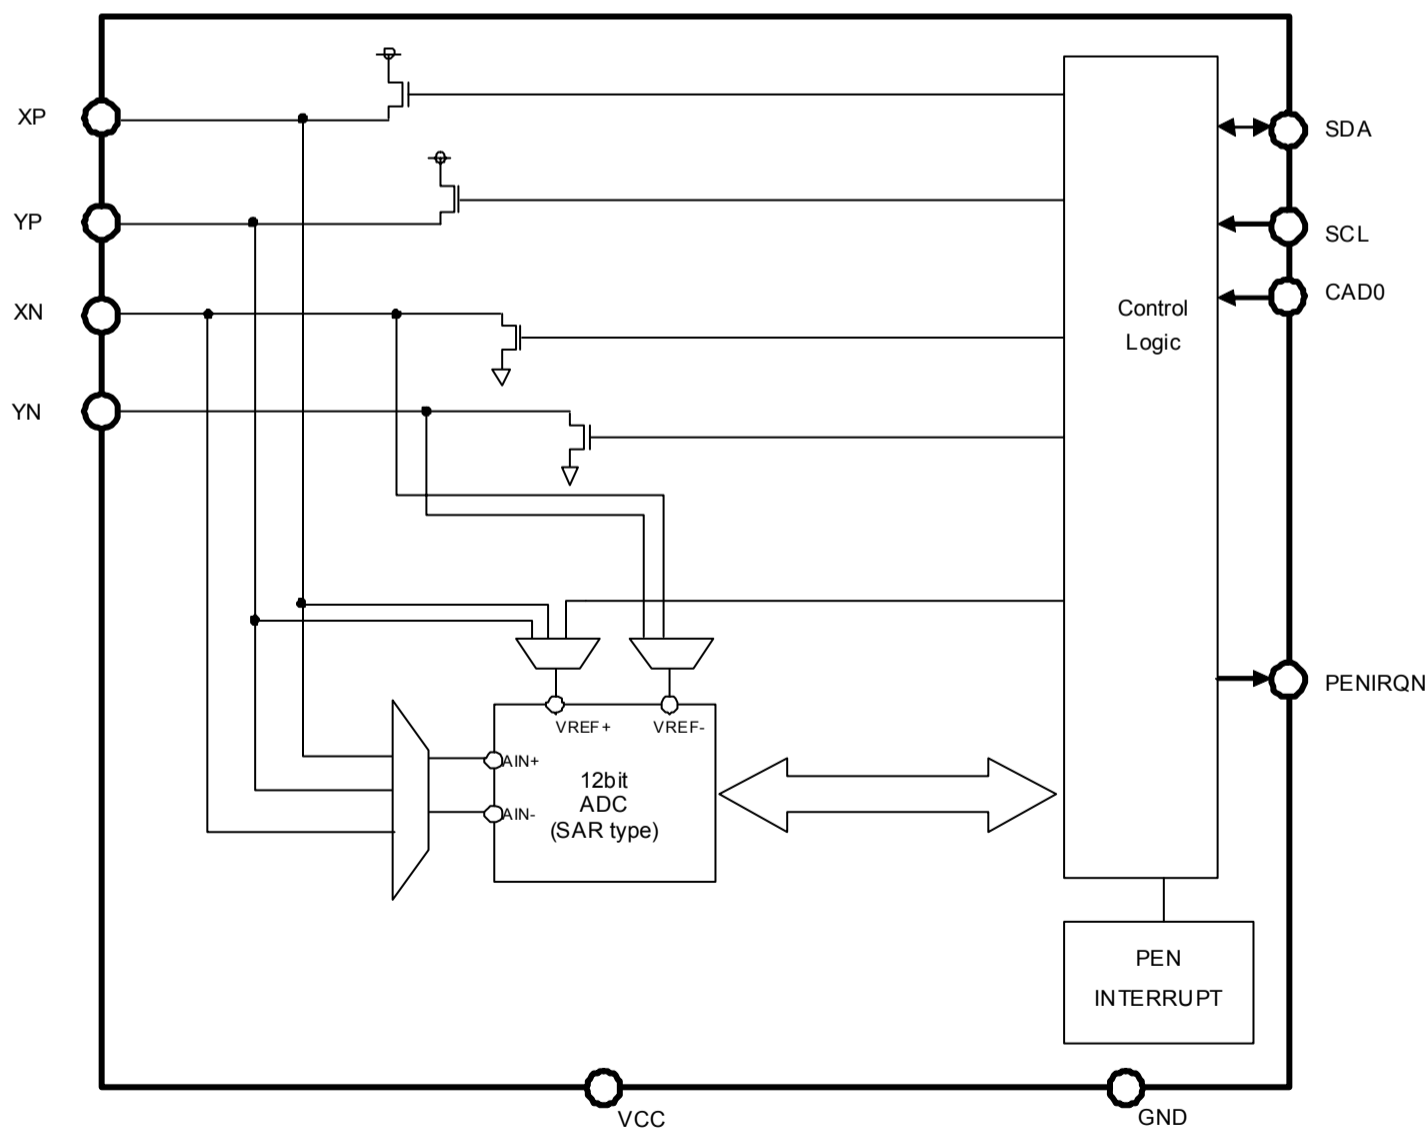 XP
SDA
YP
SCL
XN
CAD0
Control
Logic
YN
PENIRQN
VREF+
VREF-
AIN+
12bit
ADC
AIN-
(SAR type)
PEN
INTERRUPT
VCC
GND